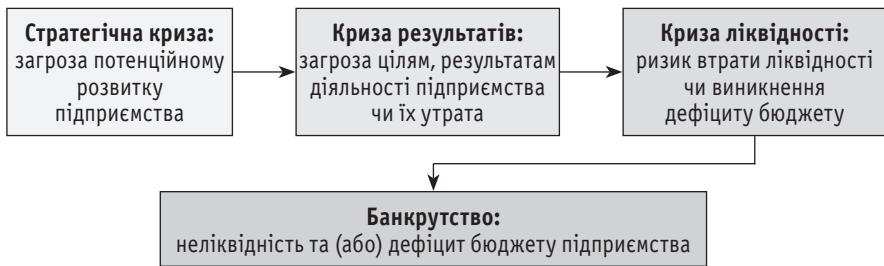 Стратегічна криза:
загроза потенційному
розвитку
підприємства
Криза результатів:
загроза цілям, результатам
діяльності підприємства
чи їх утрата
Криза ліквідності:
ризик втрати ліквідності
чи виникнення
дефіциту бюджету
Банкрутство:
неліквідність та (або) дефіцит бюджету підприємства